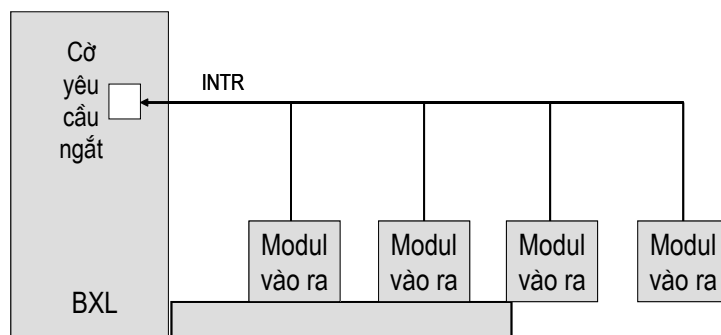 Cờ
yêu
cầu
ngắt
INTR
Modul
vào ra
Modul
vào ra
Modul
vào ra
Modul
vào ra
BXL